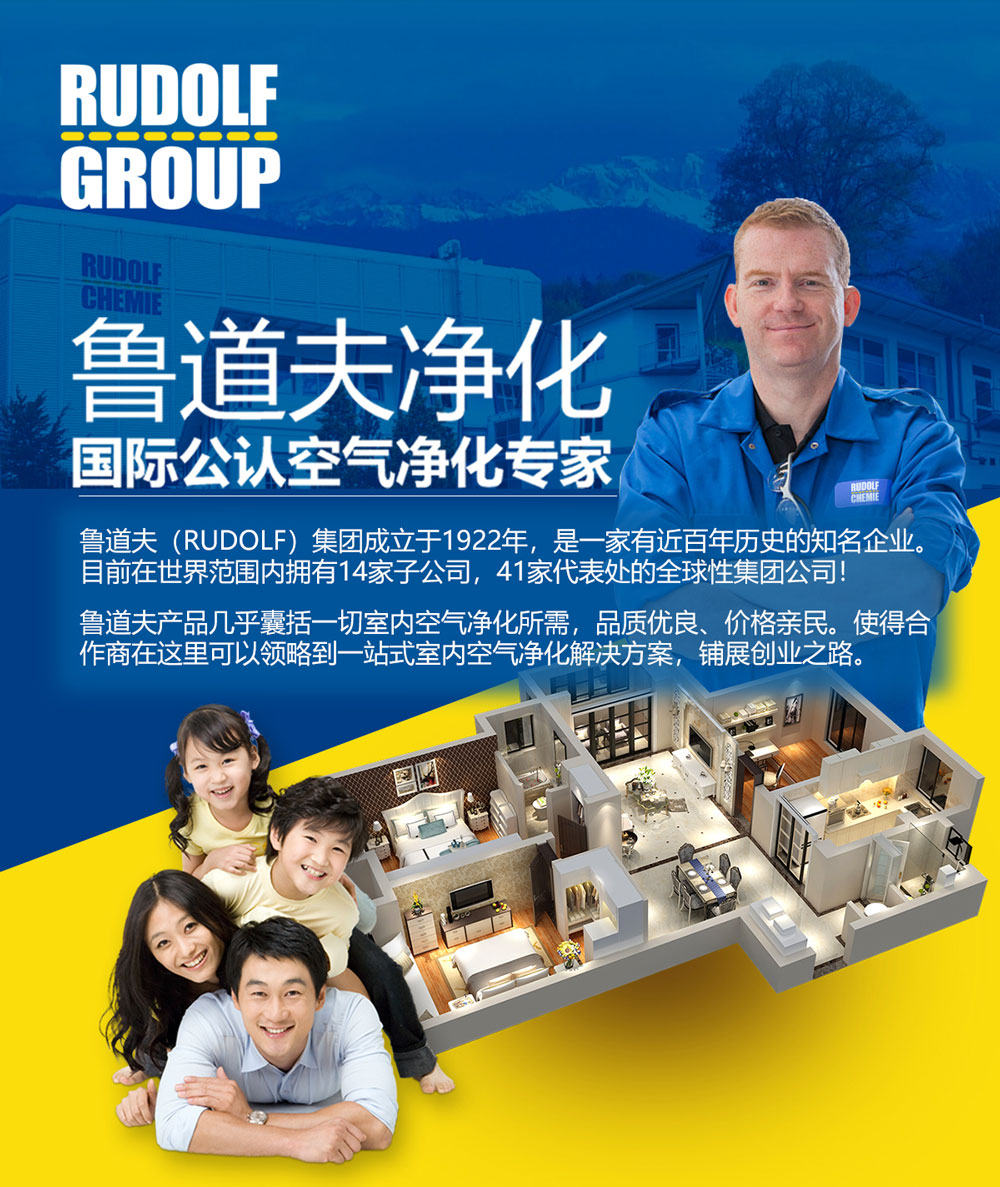 RUDOLF
GROUP
RUDOLF
CHEMIE
鲁道夫净化
国际公认空气净化专家
RUDOLF
CHEMIE
鲁道夫（RUDOLF）集团成立于1922年，是一家有近百年历史的知名企业。
目前在世界范围内拥有14家子公司，41家代表处的全球性集团公司！
鲁道夫产品几乎囊括一切室内空气净化所需，品质优良、价格亲民。使得合
作商在这里可以领略到一站式室内空气净化解决方案，铺展创业之路。